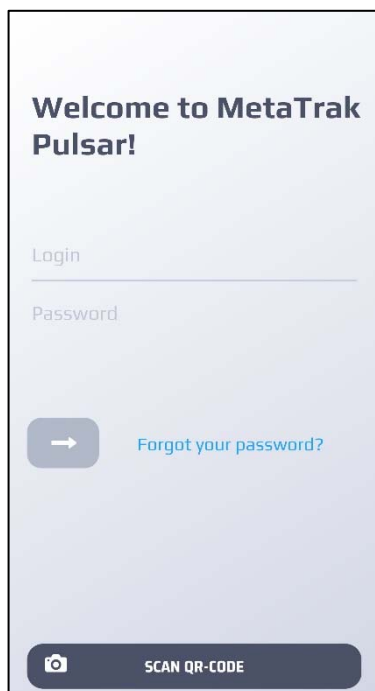 Welcome to MetaTrak
Pulsar!
Login
Password
Forgot your password?
SCAN QR-CODE